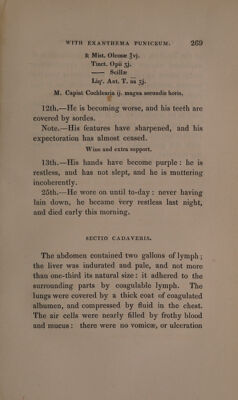 WITH EXANTHEMA PUNICEUM. 269
℞ Mist. Oleosæ ℥vj.
Tinct. Opii ʒj.
—— Scillæ
Liq. Ant. T. āā ʒj.
M. Capiat Cochlearia ij. magna secundis horis.
12th.—He is becoming worse, and his teeth are
covered by sordes.
Note.—His features have sharpened, and his
expectoration has almost ceased.
Wine and extra support.
13th.—His hands have become purple: he is
restless, and has not slept, and he is muttering
incoherently.
25th.—He wore on until to-day: never having
lain down, he became very restless last night,
and died early this morning.
SECTIO CADAVERIS.
The abdomen contained two gallons of lymph;
the liver was indurated and pale, and not more
than one-third its natural size: it adhered to the
surrounding parts by coagulable lymph. The
lungs were covered by a thick coat of coagulated
albumen, and compressed by fluid in the chest.
The air cells were nearly filled by frothy blood
and mucus: there were no vomicæ, or ulceration